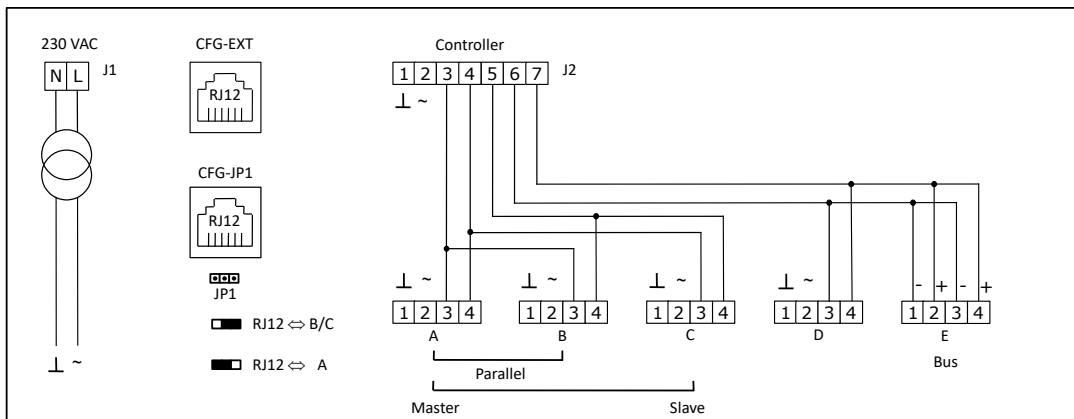 230 VAC
N L J1
CFG-EXT
RJ12
CFG-JP1
RJ12
JP1
RJ12 ⇔ B/C
RJ12 ⇔ A
⊥ ~
Controller
1 2 3 4 5 6 7 J2
⊥ ~
⊥ ~
1 2 3 4
A
⊥ ~
1 2 3 4
B
⊥ ~
1 2 3 4
C
⊥ ~
1 2 3 4
D
- + - +
1 2 3 4
E
Bus
Parallel
Master Slave